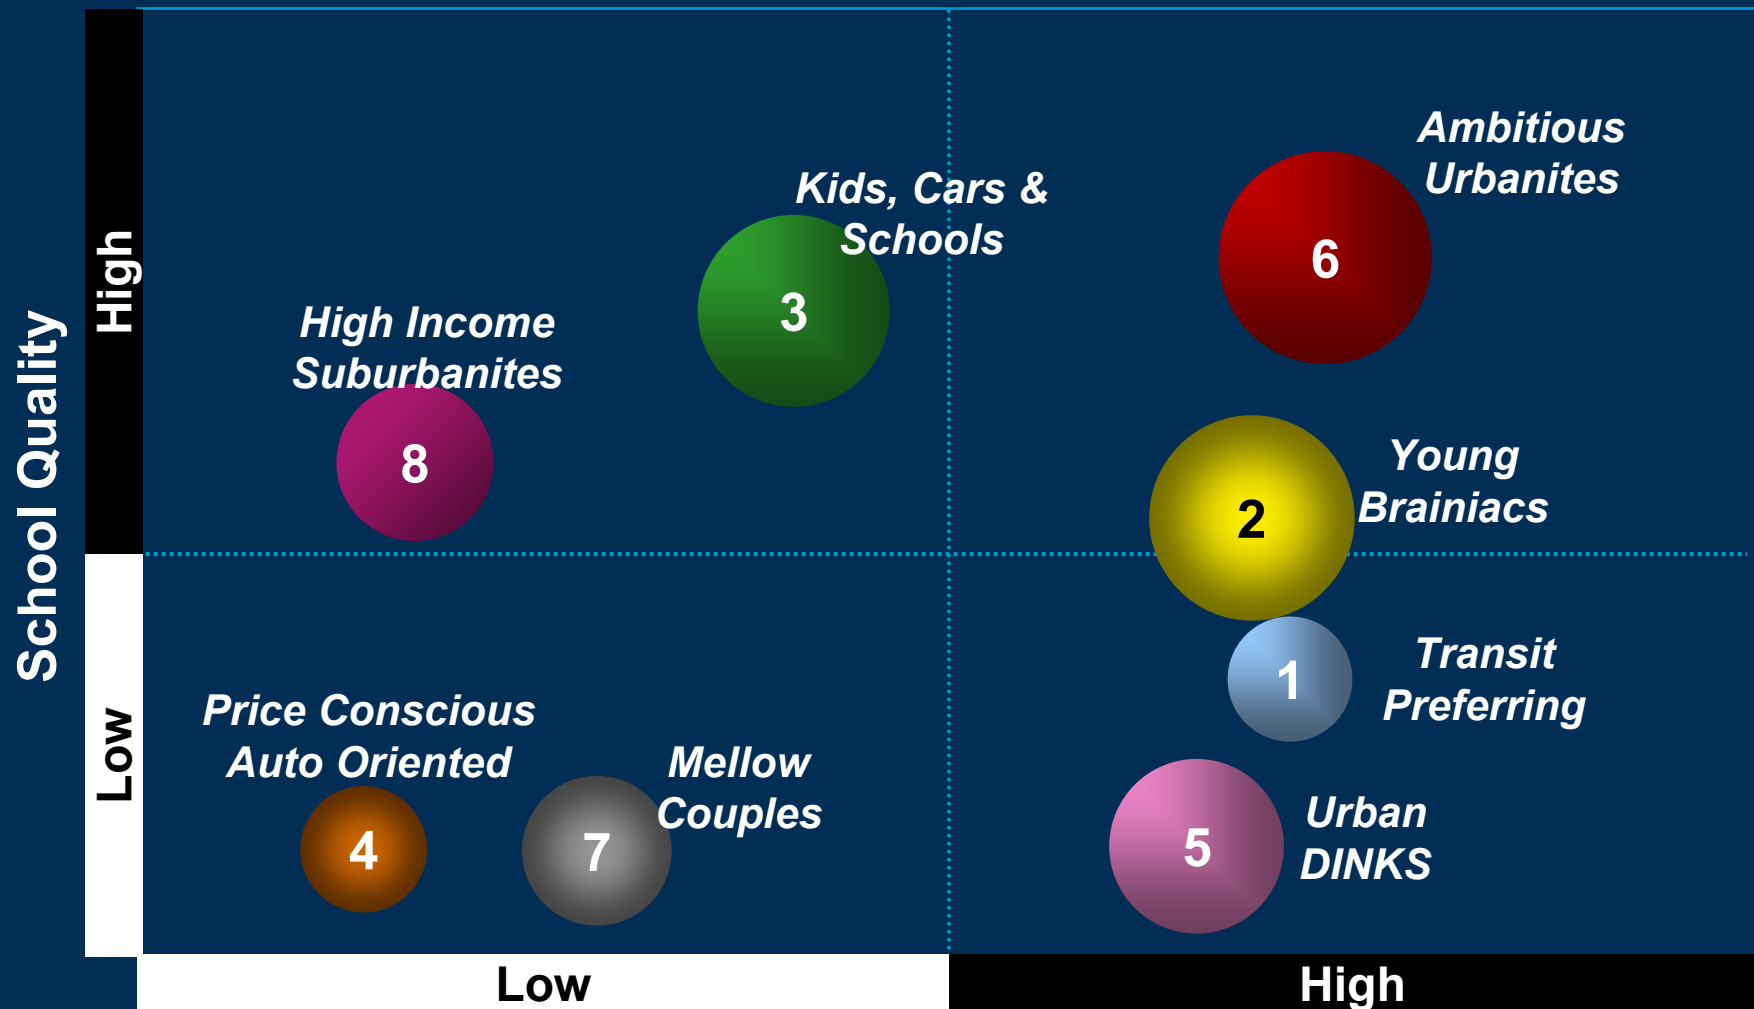 School Quality
High
Low
Ambitious
Urbanites
6
Kids, Cars &
Schools
3
High Income
Suburbanites
8
Young
Brainiacs
2
Transit
Preferring
1
Price Conscious
Auto Oriented
4
Mellow
Couples
7
Urban
DINKS
5
Low
High